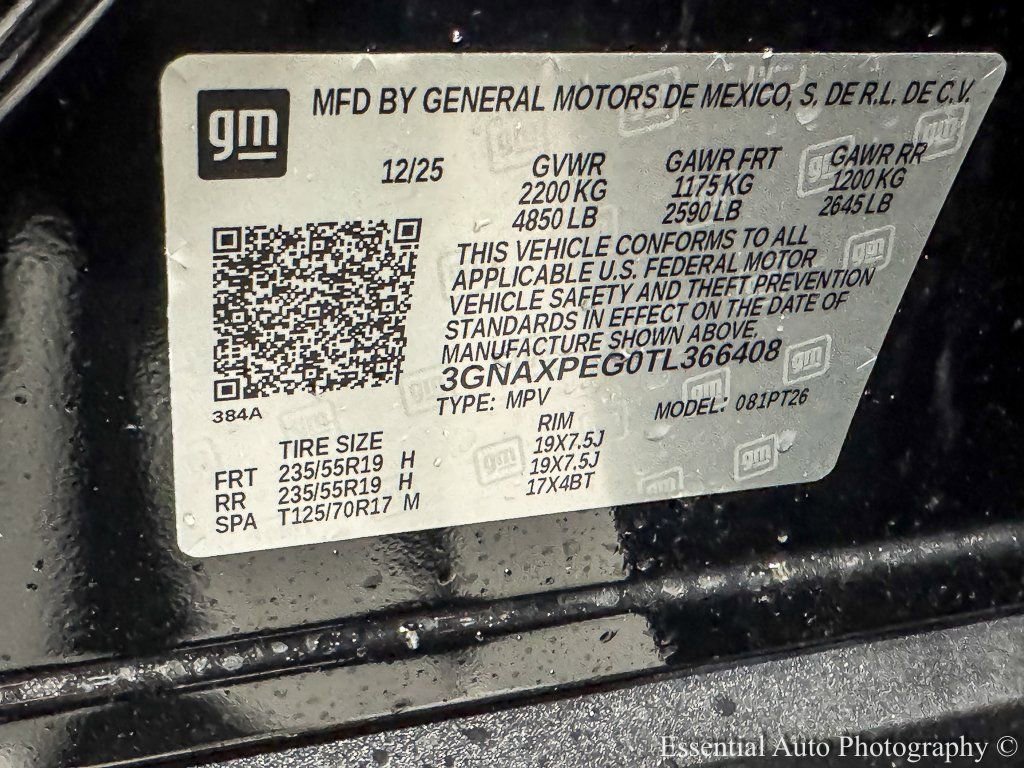 gm
MFD BY GENERAL MOTORS DE MEXICO, S. DE R.L. DE C.V.
12/25
GVWR GAWR FRT GAWR RR
2200 KG 1175 KG 1200 KG
4850 LB 2590 LB 2645 LB
THIS VEHICLE CONFORMS TO ALL
APPLICABLE U.S. FEDERAL MOTOR
VEHICLE SAFETY AND THEFT PREVENTION
STANDARDS IN EFFECT ON THE DATE OF
MANUFACTURE SHOWN ABOVE.
3GNAXPEG0TL366408
TYPE: MPV MODEL: 081PT26
384A
TIRE SIZE RIM
FRT 235/55R19 H 19X7.5J
RR 235/55R19 H 19X7.5J
SPA T125/70R17 M 17X4BT
Essential Auto Photography ©